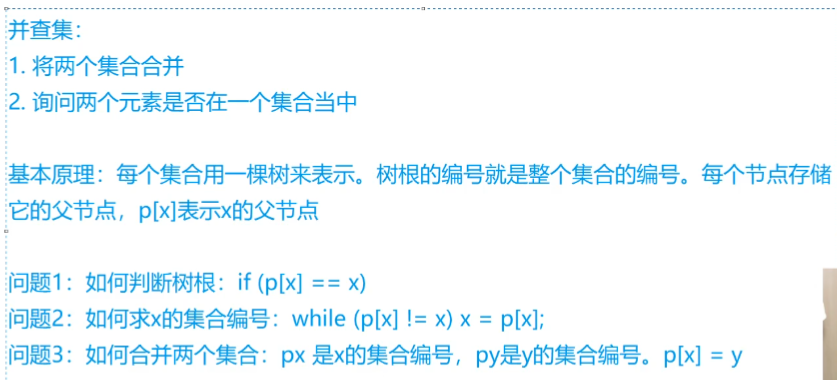 并查集：
1. 将两个集合合并
2. 询问两个元素是否在一个集合当中
基本原理：每个集合用一棵树来表示。树根的编号就是整个集合的编号。每个节点存储
它的父节点，p[x]表示x的父节点
问题1：如何判断树根：if (p[x] == x)
问题2：如何求x的集合编号：while (p[x] != x) x = p[x];
问题3：如何合并两个集合：px 是x的集合编号，py是y的集合编号。p[x] = y